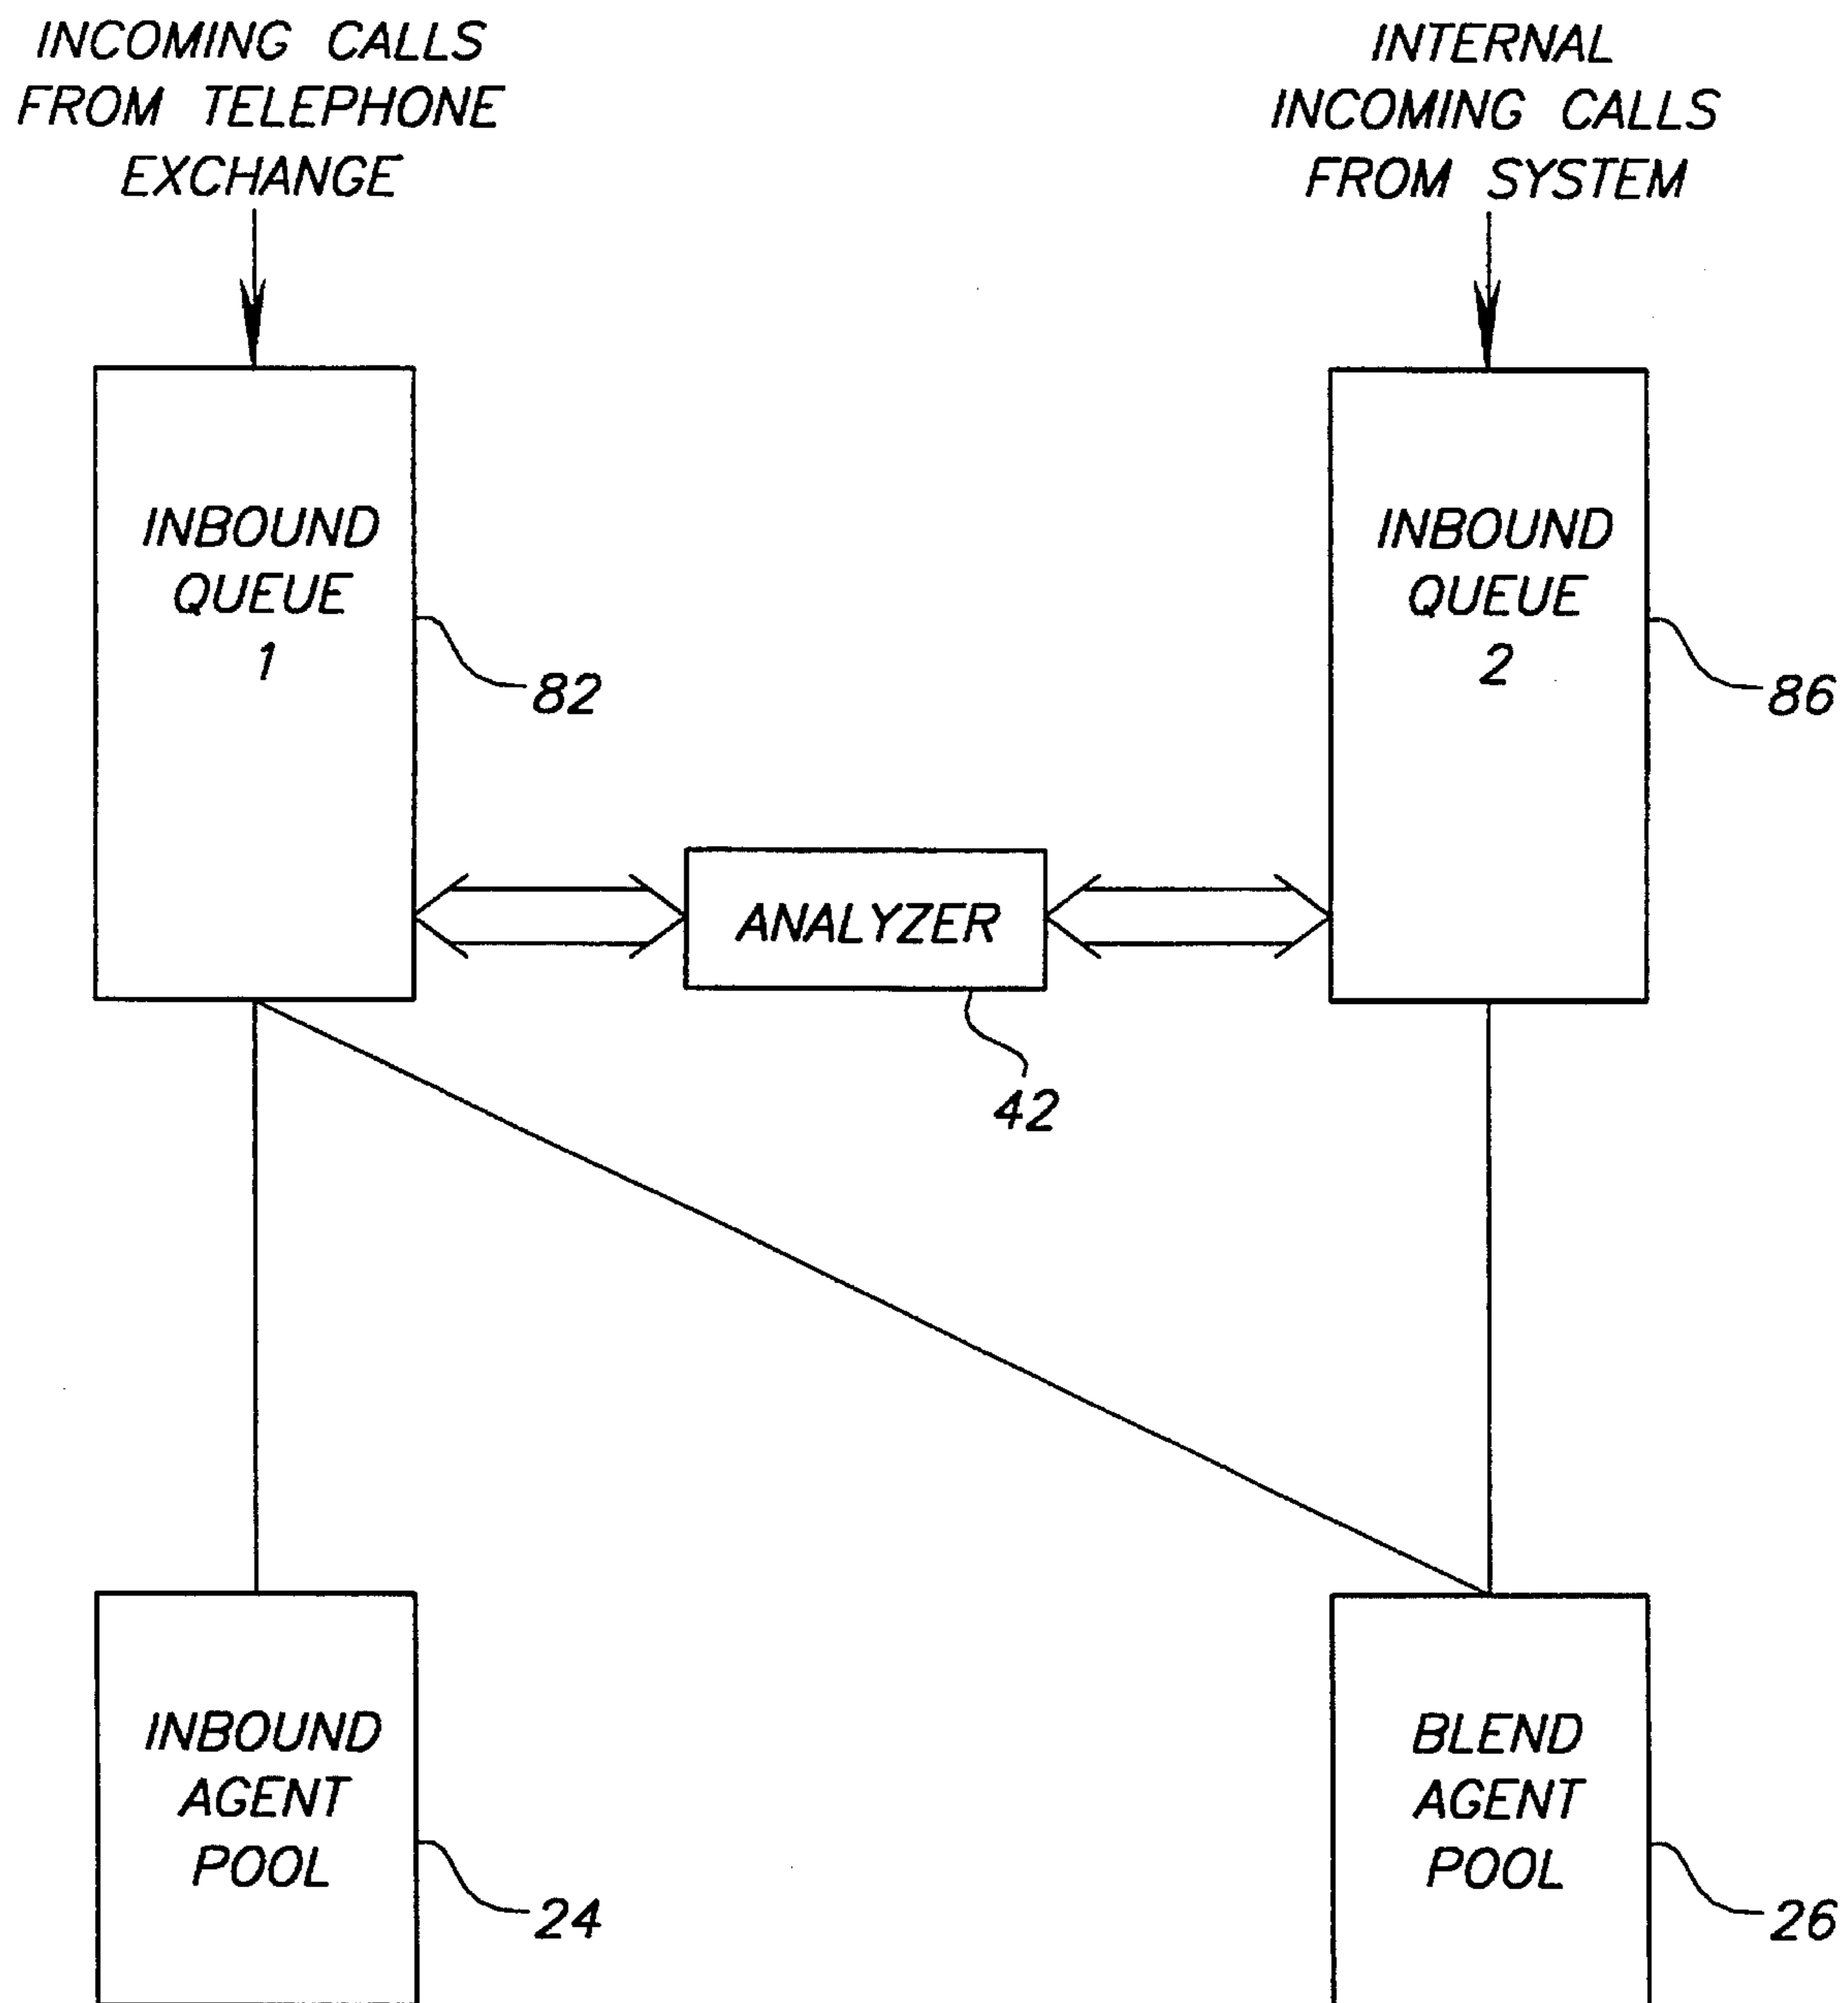 INCOMING CALLS
FROM TELEPHONE
EXCHANGE
INTERNAL
INCOMING CALLS
FROM SYSTEM
INBOUND
QUEUE
1
82
INBOUND
QUEUE
2
86
ANALYZER
42
INBOUND
AGENT
POOL
24
BLEND
AGENT
POOL
26